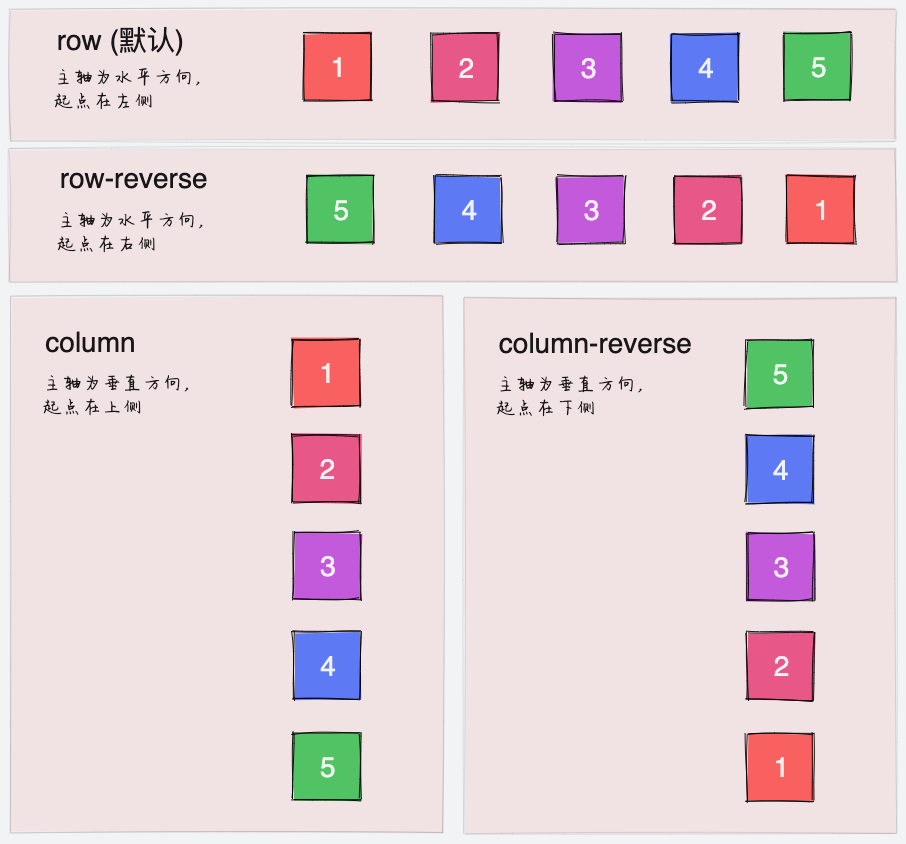 row (默认)
主轴为水平方向,
起点在左侧
1 2 3 4 5
row-reverse
主轴为水平方向,
起点在右侧
5 4 3 2 1
column
主轴为垂直方向,
起点在上侧
1
2
3
4
5
column-reverse
主轴为垂直方向,
起点在下侧
5
4
3
2
1